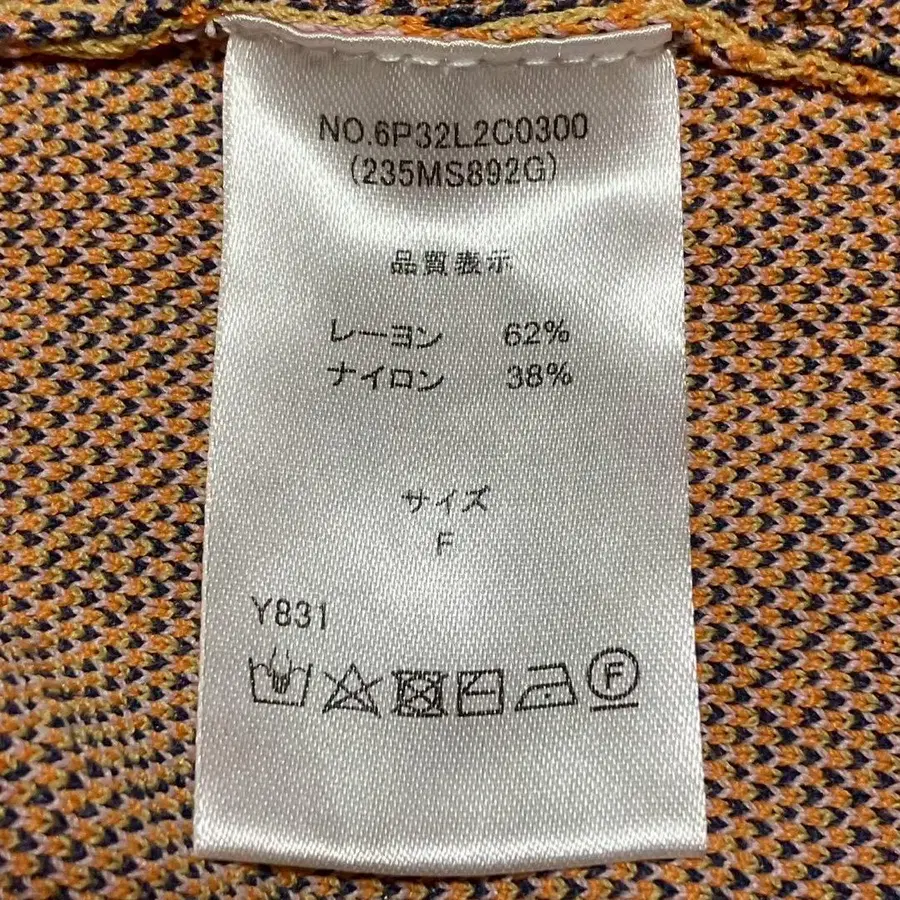 NO.6P32L2C0300
(235MS892G)
品質表示
レーヨン 62%
ナイロン 38%
サイズ
F
Y831
F